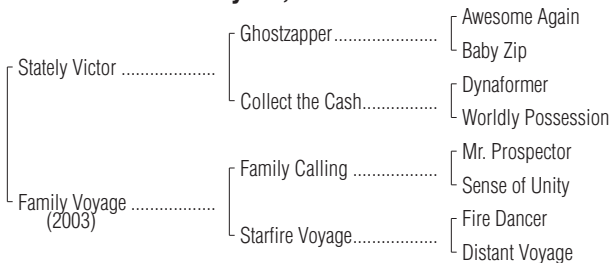 Ghostzapper
Awesome Again
Baby Zip
Stately Victor
Collect the Cash
Dynaformer
Worldly Possession
Family Calling
Mr. Prospector
Sense of Unity
Family Voyage
(2003)
Starfire Voyage
Fire Dancer
Distant Voyage